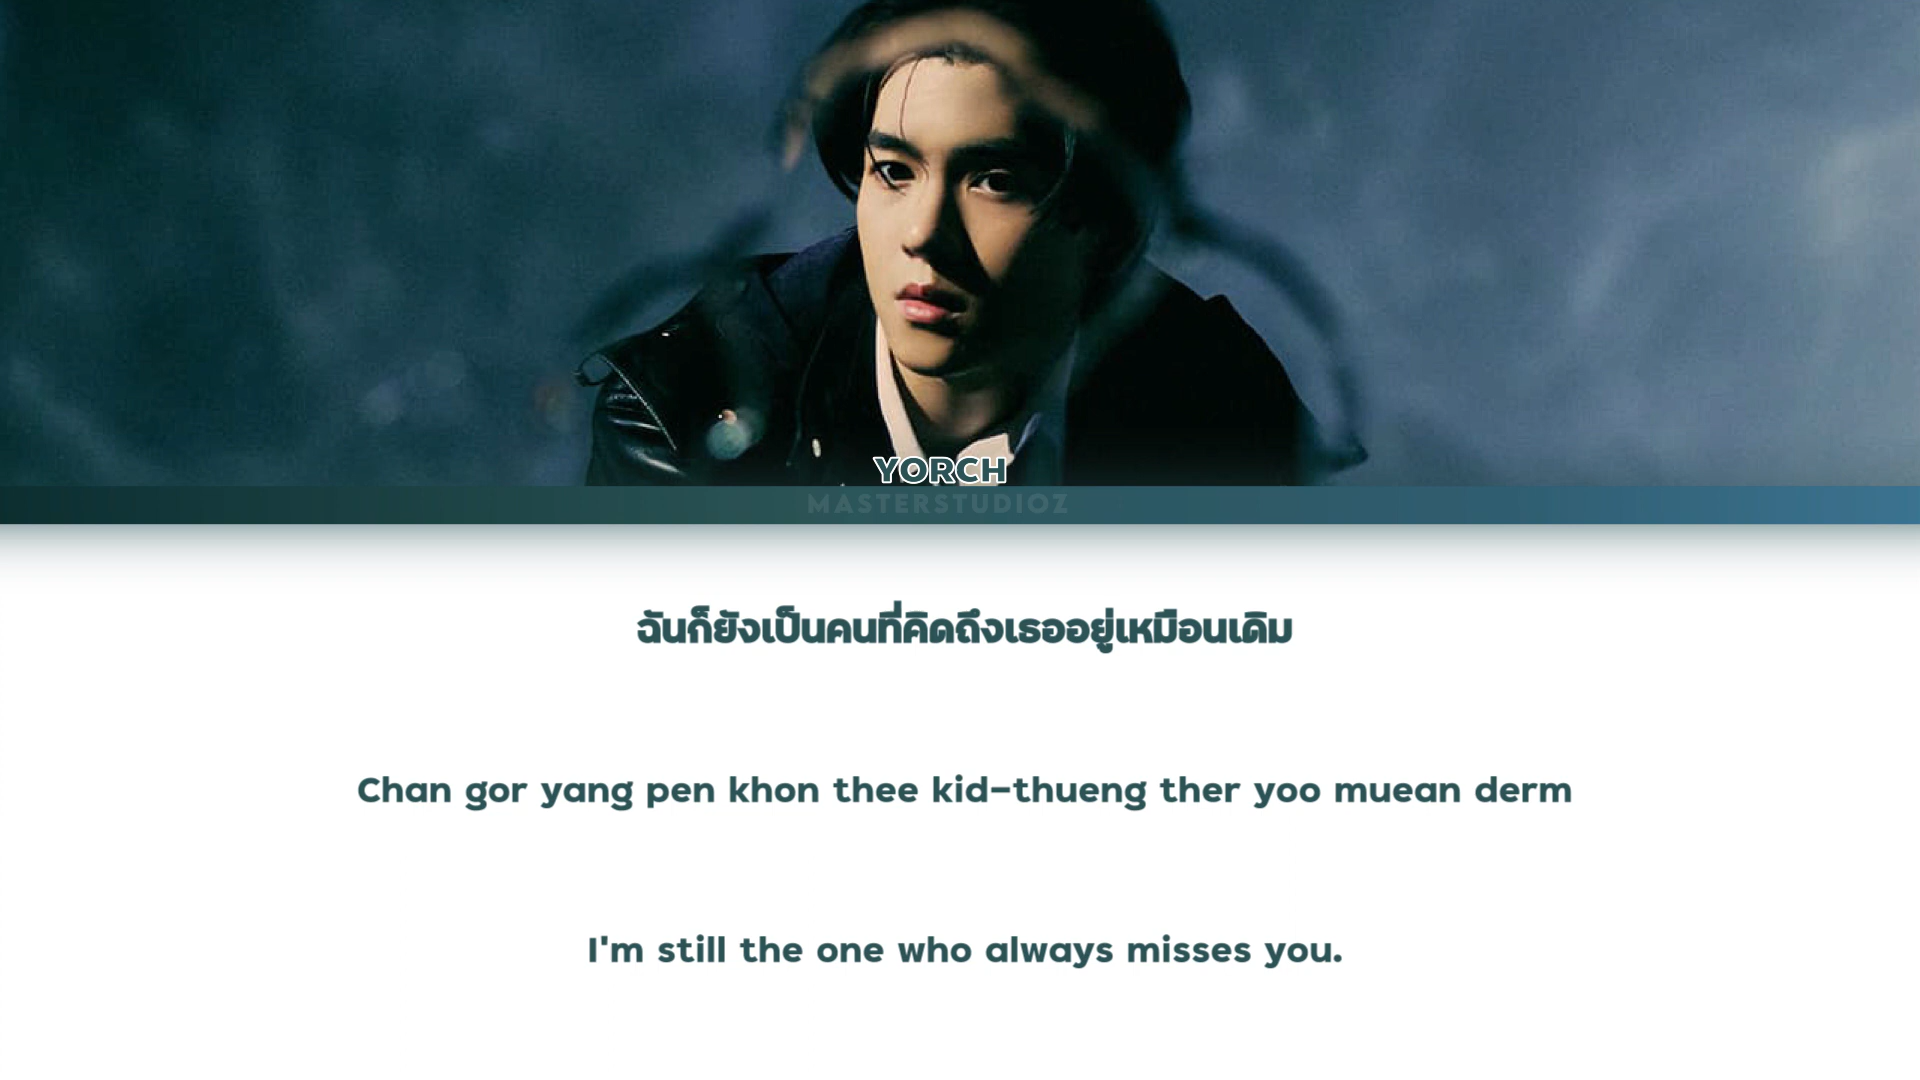 YORCH
MASTERSTUDIOZ
ฉันก็ยังเป็นคนที่คิดถึงเธออยู่เหมือนเดิม
Chan gor yang pen khon thee kid-thueng ther yoo muean derm
I'm still the one who always misses you.